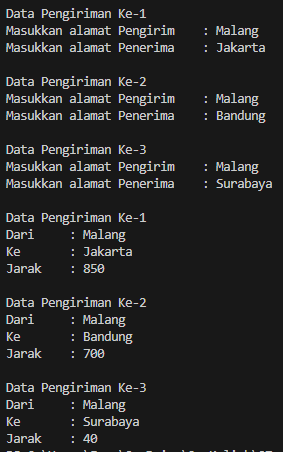 Data Pengiriman Ke-1
Masukkan alamat Pengirim : Malang
Masukkan alamat Penerima : Jakarta
Data Pengiriman Ke-2
Masukkan alamat Pengirim : Malang
Masukkan alamat Penerima : Bandung
Data Pengiriman Ke-3
Masukkan alamat Pengirim : Malang
Masukkan alamat Penerima : Surabaya
Data Pengiriman Ke-1
Dari : Malang
Ke : Jakarta
Jarak : 850
Data Pengiriman Ke-2
Dari : Malang
Ke : Bandung
Jarak : 700
Data Pengiriman Ke-3
Dari : Malang
Ke : Surabaya
Jarak : 40